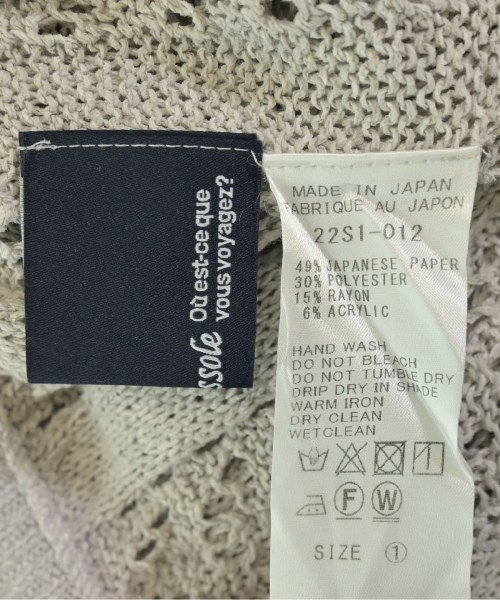 Où est-ce que
vous voyagez?
ssole
MADE IN JAPAN
FABRIQUE AU JAPON
22S1-012
49% JAPANESE PAPER
30% POLYESTER
15% RAYON
6% ACRYLIC
HAND WASH
DO NOT BLEACH
DO NOT TUMBLE DRY
DRIP DRY IN SHADE
WARM IRON
DRY CLEAN
WETCLEAN
F W
SIZE ①